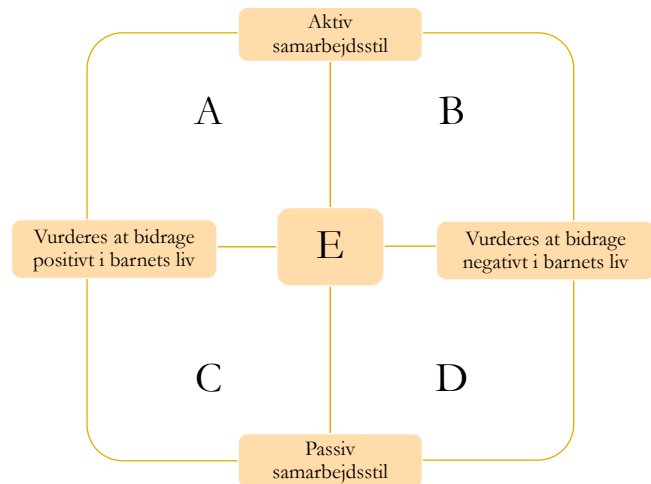 Aktiv
samarbejdsstil
A
B
Vurderes at bidrage
positivt i barnets liv
E
Vurderes at bidrage
negativt i barnets liv
C
D
Passiv
samarbejdsstil